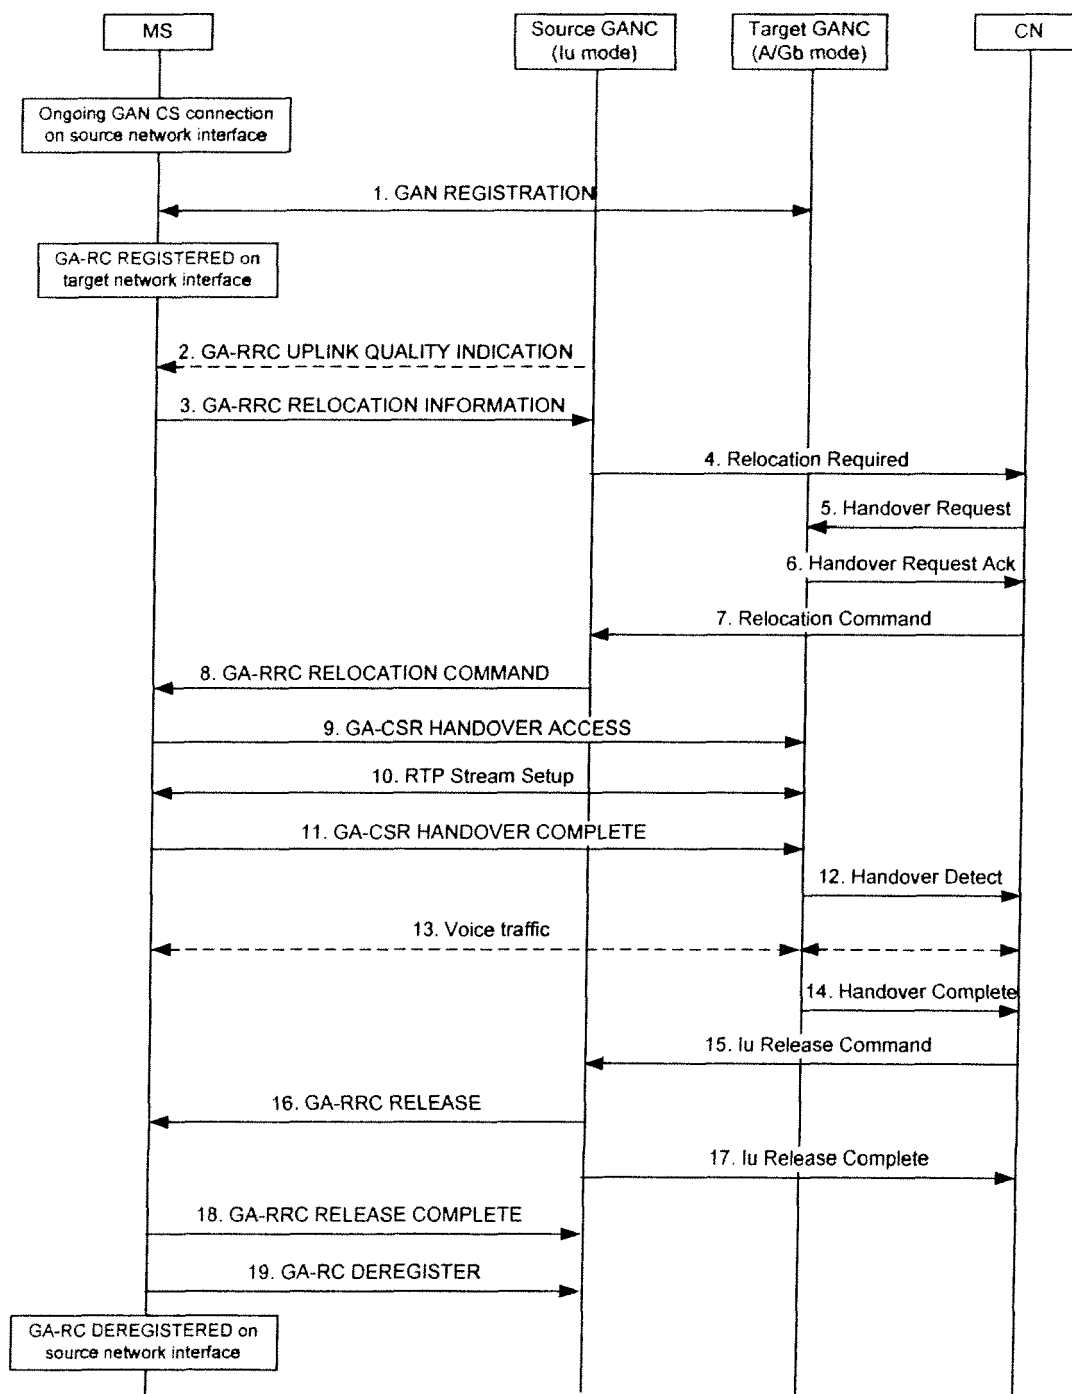 MS
Source GANC
(Iu mode)
Target GANC
(A/Gb mode)
CN
Ongoing GAN CS connection
on source network interface
1. GAN REGISTRATION
GA-RC REGISTERED on
target network interface
2. GA-RRC UPLINK QUALITY INDICATION
3. GA-RRC RELOCATION INFORMATION
4. Relocation Required
5. Handover Request
6. Handover Request Ack
7. Relocation Command
8. GA-RRC RELOCATION COMMAND
9. GA-CSR HANDOVER ACCESS
10. RTP Stream Setup
11. GA-CSR HANDOVER COMPLETE
12. Handover Detect
13. Voice traffic
14. Handover Complete
15. Iu Release Command
16. GA-RRC RELEASE
17. Iu Release Complete
18. GA-RRC RELEASE COMPLETE
19. GA-RC DEREGISTER
GA-RC DEREGISTERED on
source network interface